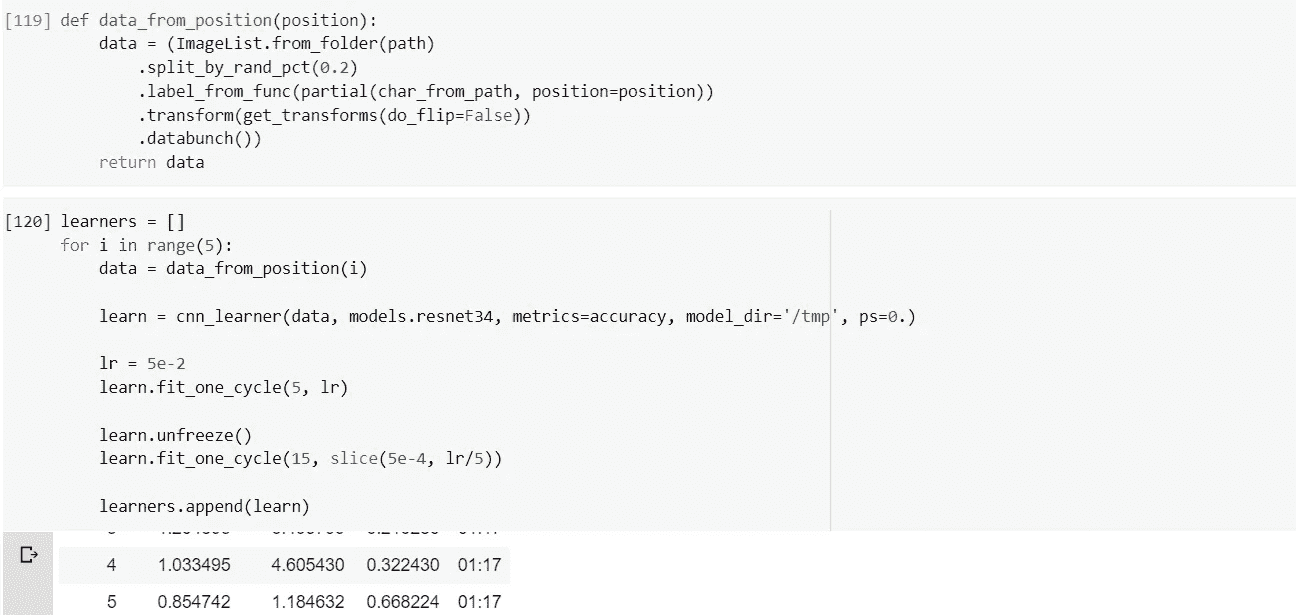 [119] def data_from_position(position):
data = (ImageList.from_folder(path)
.split_by_rand_pct(0.2)
.label_from_func(partial(char_from_path, position=position))
.transform(get_transforms(do_flip=False))
.databunch())
return data
[120] learners = []
for i in range(5):
data = data_from_position(i)
learn = cnn_learner(data, models.resnet34, metrics=accuracy, model_dir='/tmp', ps=0.)
lr = 5e-2
learn.fit_one_cycle(5, lr)
learn.unfreeze()
learn.fit_one_cycle(15, slice(5e-4, lr/5))
learners.append(learn)
4 1.033495 4.605430 0.322430 01:17
5 0.854742 1.184632 0.668224 01:17